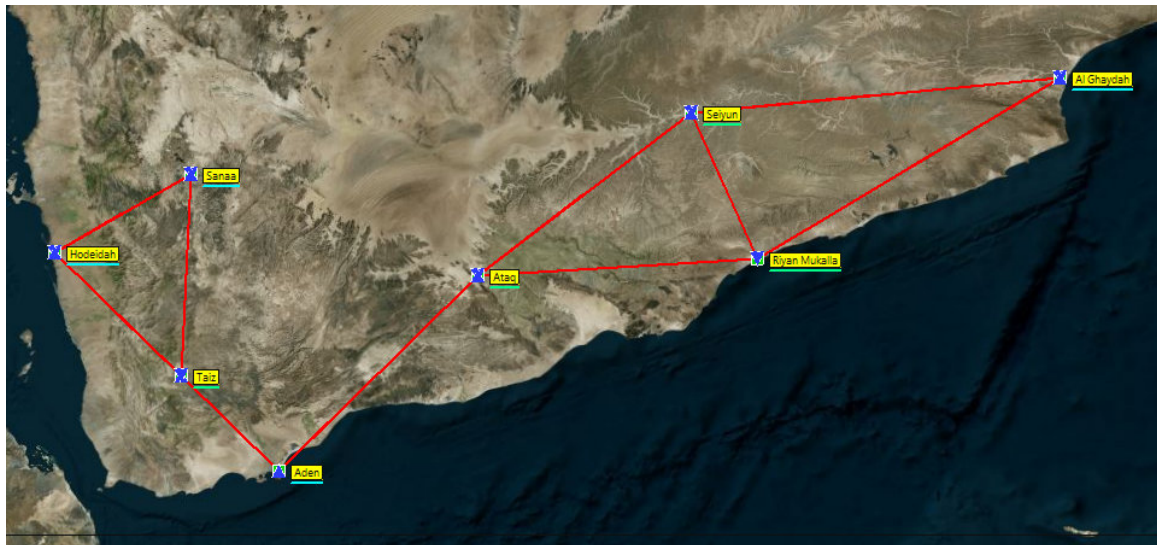 Al Ghaydah
Seiyun
Sanaa
Hodeidah
Riyan Mukalla
Ataq
Taiz
Aden